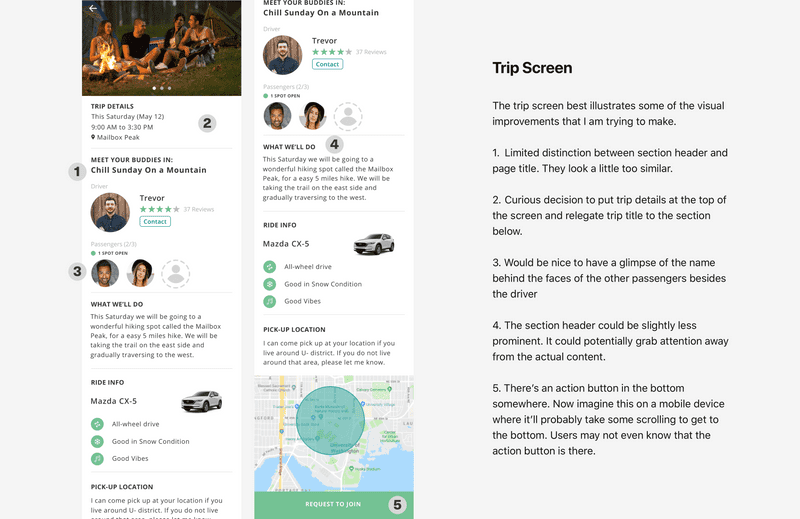 TRIP DETAILS
This Saturday (May 12)
9:00 AM to 3:30 PM
Mailbox Peak
2
1
MEET YOUR BUDDIES IN:
Chill Sunday On a Mountain
Driver
Trevor
37 Reviews
Contact
Passengers (2/3)
1 SPOT OPEN
3
WHAT WE'LL DO
This Saturday we will be going to a
wonderful hiking spot called the Mailbox
Peak, for a easy 5 miles hike. We will be
taking the trail on the east side and
gradually traversing to the west.
RIDE INFO
Mazda CX-5
All-wheel drive
Good in Snow Condition
Good Vibes
PICK-UP LOCATION
I can come pick up at your location if you
live around U- district. If you do not live
around that area, please let me know.
MEET YOUR BUDDIES IN:
Chill Sunday On a Mountain
Driver
Trevor
37 Reviews
Contact
Passengers (2/3)
1 SPOT OPEN
4
WHAT WE'LL DO
This Saturday we will be going to a
wonderful hiking spot called the Mailbox
Peak, for a easy 5 miles hike. We will be
taking the trail on the east side and
gradually traversing to the west.
RIDE INFO
Mazda CX-5
All-wheel drive
Good in Snow Condition
Good Vibes
PICK-UP LOCATION
I can come pick up at your location if you
live around U- district. If you do not live
around that area, please let me know.
University of
Washington
REQUEST TO JOIN
5
Trip Screen
The trip screen best illustrates some of the visual
improvements that I am trying to make.
1. Limited distinction between section header and
page title. They look a little too similar.
2. Curious decision to put trip details at the top of
the screen and relegate trip title to the section
below.
3. Would be nice to have a glimpse of the name
behind the faces of the other passengers besides
the driver
4. The section header could be slightly less
prominent. It could potentially grab attention away
from the actual content.
5. There's an action button in the bottom
somewhere. Now imagine this on a mobile device
where it'll probably take some scrolling to get to
the bottom. Users may not even know that the
action button is there.